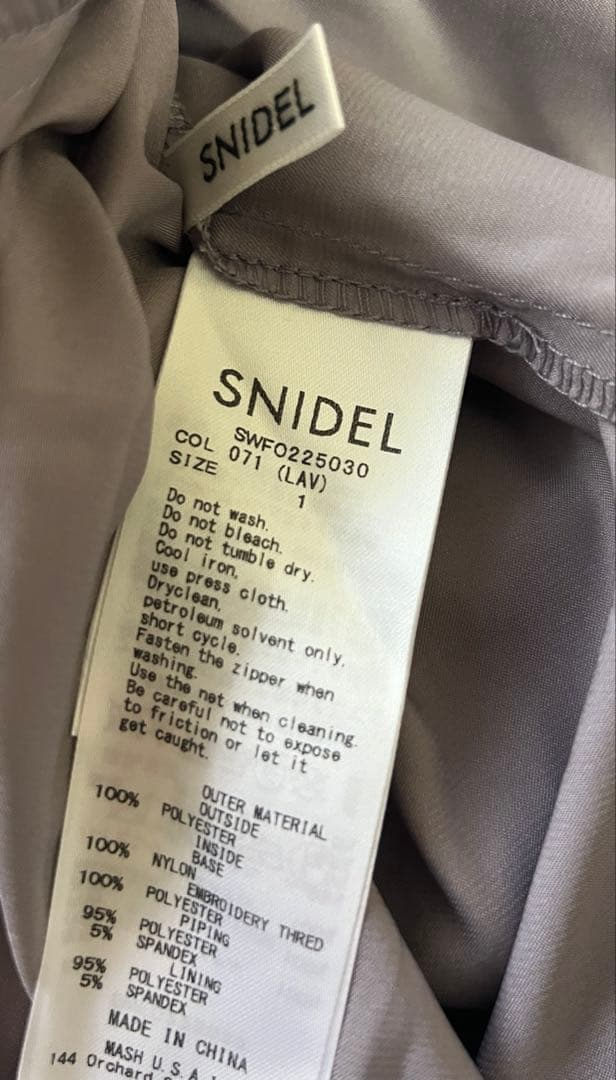 SNIDEL
SNIDEL
SWFO225030
COL 071 (LAV)
SIZE 1
Do not wash.
Do not bleach.
Do not tumble dry.
Cool iron,
use press cloth.
Dryclean,
petroleum solvent only,
short cycle.
Fasten the zipper when
washing.
Use the net when cleaning.
Be careful not to expose
to friction or let it
get caught.
OUTER MATERIAL
OUTSIDE
100% POLYESTER
INSIDE
BASE
100% NYLON
EMBROIDERY THRED
100% POLYESTER
PIPING
95% POLYESTER
5% SPANDEX
LINING
95% POLYESTER
5% SPANDEX
MADE IN CHINA
MASH U.S.A
144 Orchard